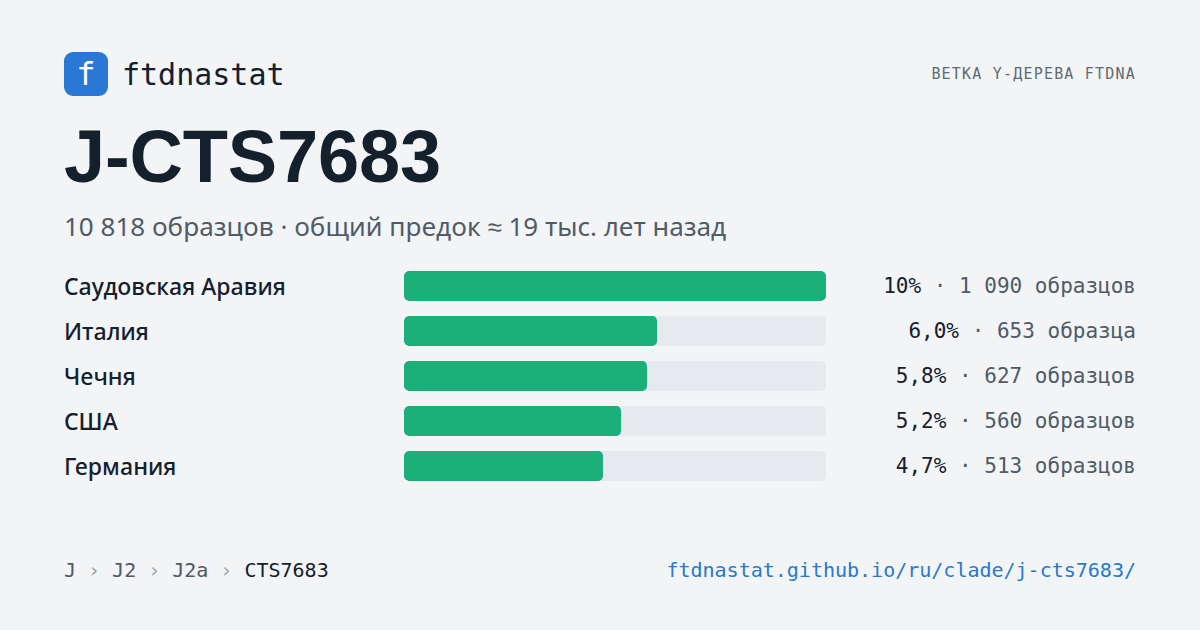 f ftdnastat
ВЕТКА Y-ДЕРЕВА FTDNA
J-CTS7683
10 818 образцов · общий предок ≈ 19 тыс. лет назад
Саудовская Аравия 10% · 1 090 образцов
Италия 6,0% · 653 образца
Чечня 5,8% · 627 образцов
США 5,2% · 560 образцов
Германия 4,7% · 513 образцов
J › J2 › J2a › CTS7683
ftdnastat.github.io/ru/clade/j-cts7683/